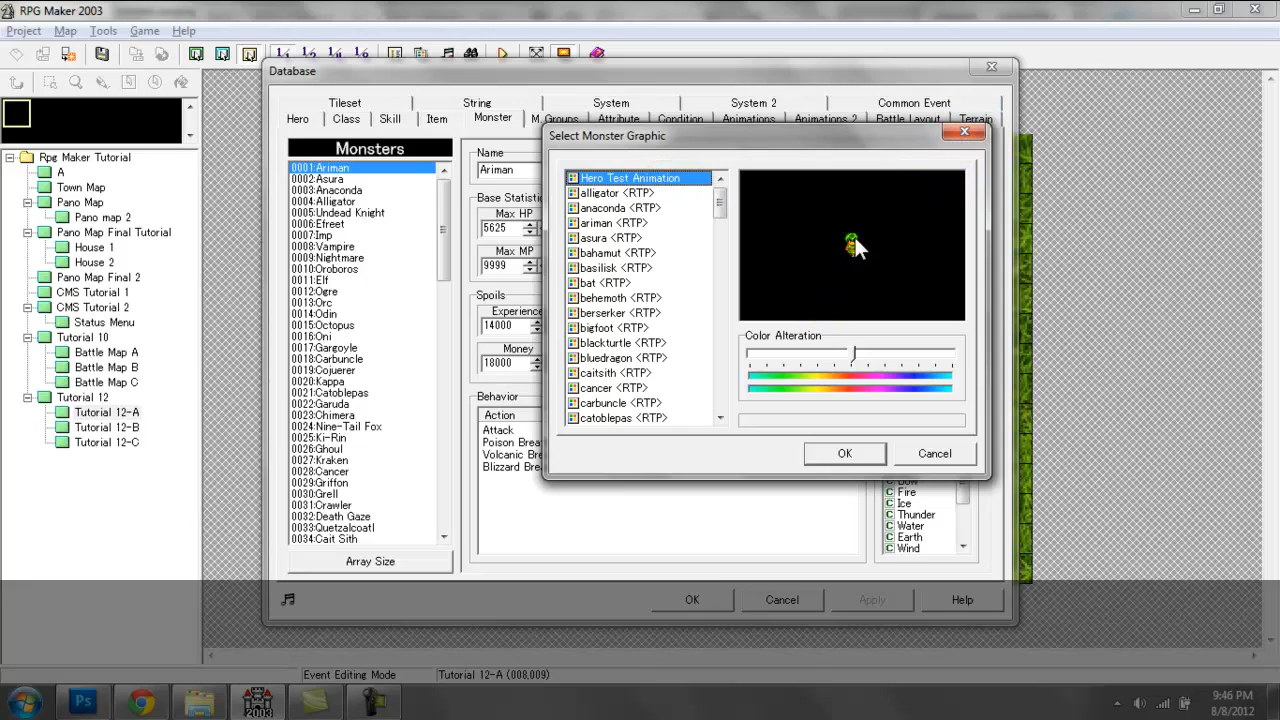 RPG Maker 2003
Project Map Tools Game Help
Database
Tileset String System System 2 Common Event
Hero Class Skill Item Monster M.Groups Attribute Condition Animations Animations 2 Battle Layout Terrain
Rpg Maker Tutorial
A
Town Map
Pano Map
Pano map 2
Pano Map Final Tutorial
House 1
House 2
Pano Map Final 2
CMS Tutorial 1
CMS Tutorial 2
Status Menu
Tutorial 10
Battle Map A
Battle Map B
Battle Map C
Tutorial 12
Tutorial 12-A
Tutorial 12-B
Tutorial 12-C
Monsters
0001:Ariman
0002:Asura
0003:Anaconda
0004:Alligator
0005:Undead Knight
0006:Efreet
0007:Imp
0008:Vampire
0009:Nightmare
0010:Oroboros
0011:Elf
0012:Ogre
0013:Orc
0014:Odin
0015:Octopus
0016:Oni
0017:Gargoyle
0018:Carbuncle
0019:Cojuerer
0020:Kappa
0021:Catoblepas
0022:Garuda
0023:Chimera
0024:Nine-Tail Fox
0025:Ki-Rin
0026:Ghoul
0027:Kraken
0028:Cancer
0029:Griffon
0030:Grell
0031:Crawler
0032:Death Gaze
0033:Quetzalcoatl
0034:Cait Sith
Array Size
Name
Ariman
Base Statisti
Max HP
5625
Max MP
9999
Spoils
Experience
14000
Money
18000
Behavior
Action
Attack
Poison Brea
Volcanic Bre
Blizzard Brea
Select Monster Graphic
Hero Test Animation
alligator <RTP>
anaconda <RTP>
ariman <RTP>
asura <RTP>
bahamut <RTP>
basilisk <RTP>
bat <RTP>
behemoth <RTP>
berserker <RTP>
bigfoot <RTP>
blackturtle <RTP>
bluedragon <RTP>
caitsith <RTP>
cancer <RTP>
carbuncle <RTP>
catoblepas <RTP>
Color Alteration
OK Cancel
Bow
Fire
Ice
Thunder
Water
Earth
Wind
OK Cancel Apply Help
Event Editing Mode Tutorial 12-A (008,009)
Ps
2003
9:46 PM
8/8/2012